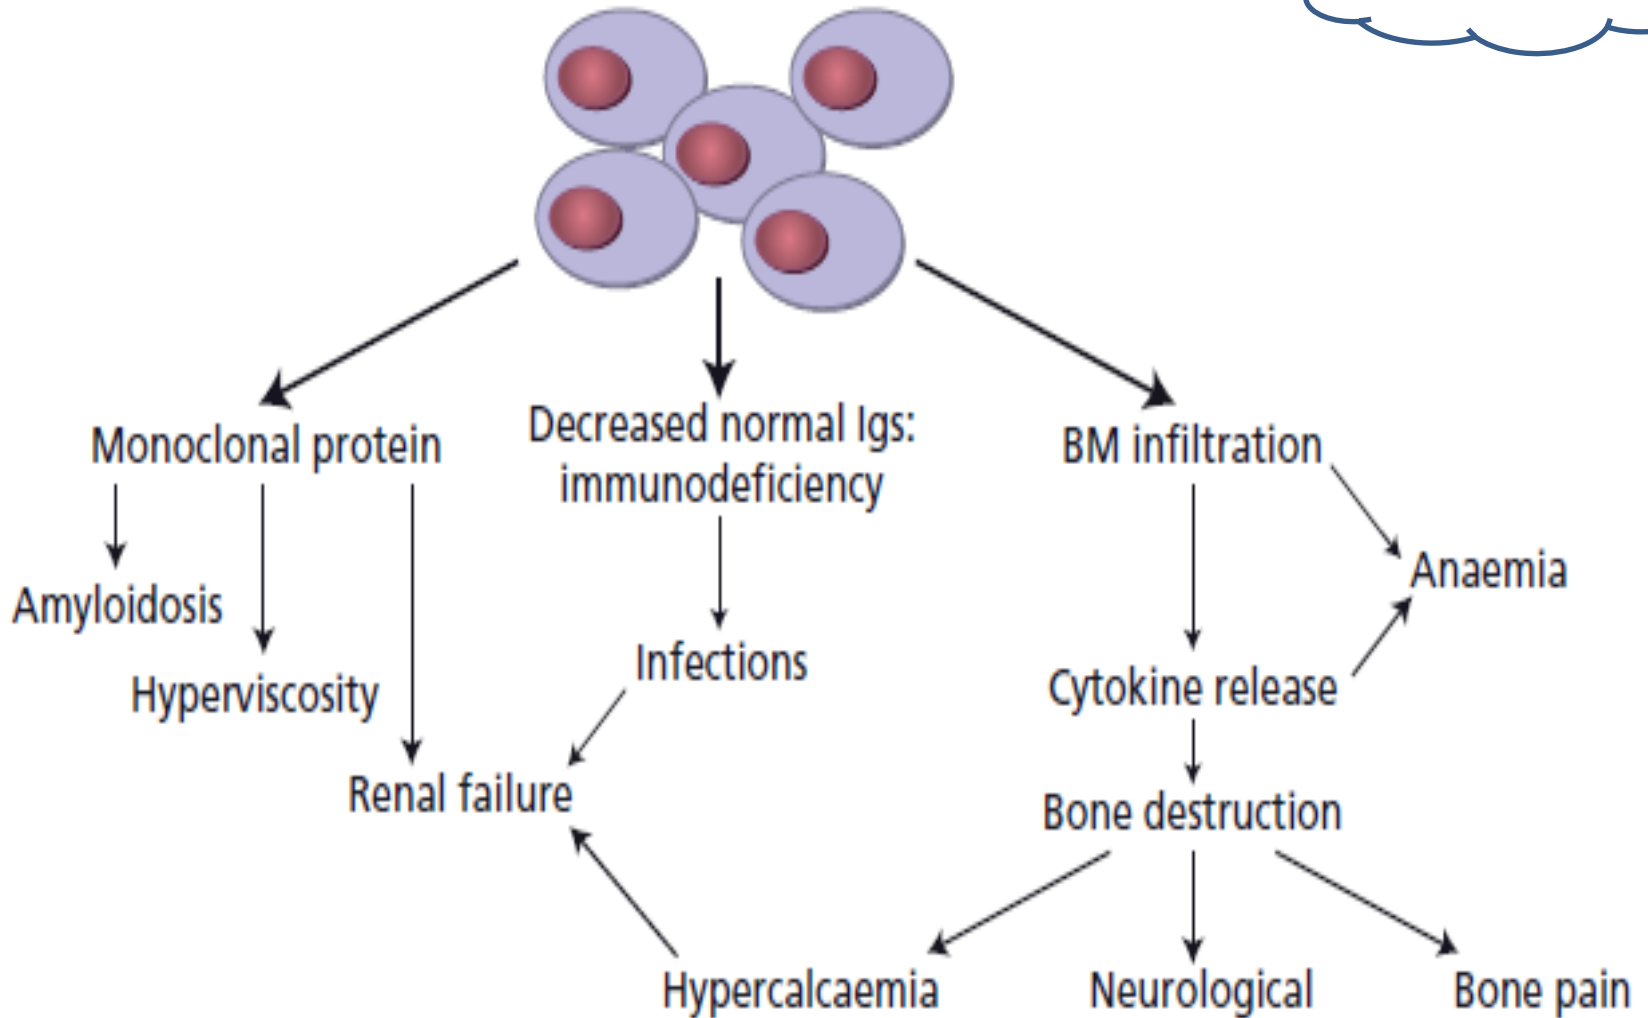 Monoclonal protein
Decreased normal Igs:
immunodeficiency
BM infiltration
Amyloidosis
Anaemia
Hyperviscosity
Infections
Cytokine release
Renal failure
Bone destruction
Hypercalcaemia
Neurological
Bone pain